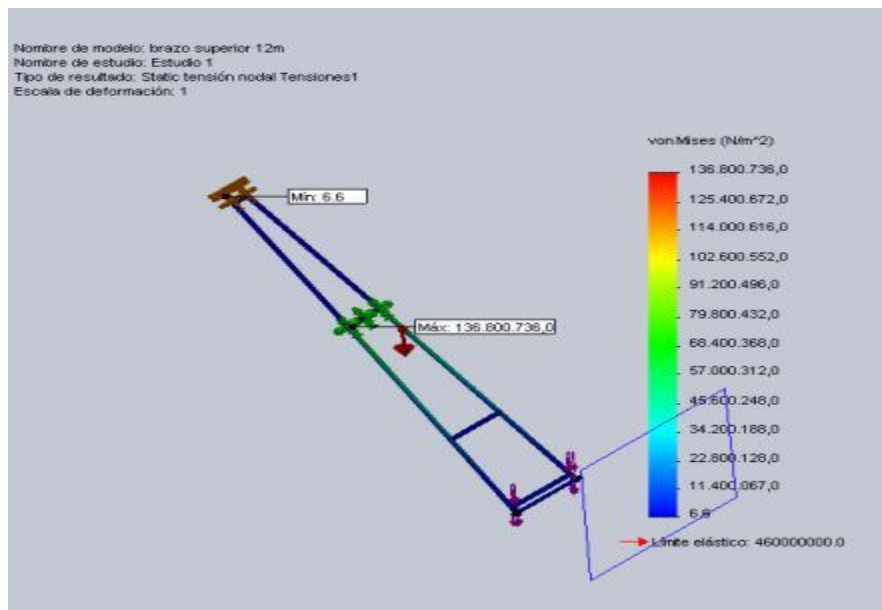 Nombre de modelo: brazo superior 12m
Nombre de estudio: Estudio 1
Tipo de resultado: Static tensión nodal Tensiones1
Escala de deformación: 1
von Mises (N/m^2)
136.800.736,0
125.400.672,0
114.000.616,0
102.600.552,0
91.200.496,0
79.800.432,0
68.400.368,0
57.000.312,0
45.600.248,0
34.200.188,0
22.800.128,0
11.400.067,0
6.6
Límite elástico: 460000000.0
Mín: 6.6
Máx: 136.800.736,0